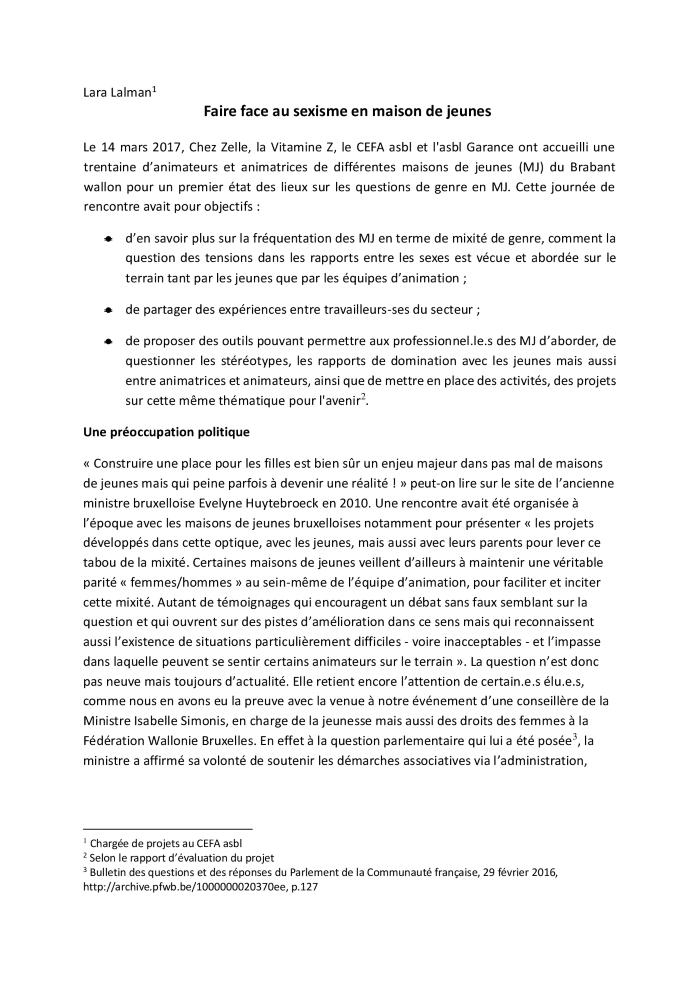 Lara Lalman1
Faire face au sexisme en maison de jeunes
Le 14 mars 2017, Chez Zelle, la Vitamine Z, le CEFA asbl et l'asbl Garance ont accueilli une
trentaine d’animateurs et animatrices de différentes maisons de jeunes (MJ) du Brabant
wallon pour un premier état des lieux sur les questions de genre en MJ. Cette journée de
rencontre avait pour objectifs :
d’en savoir plus sur la fréquentation des MJ en terme de mixité de genre, comment la
question des tensions dans les rapports entre les sexes est vécue et abordée sur le
terrain tant par les jeunes que par les équipes d’animation ;
de partager des expériences entre travailleurs-ses du secteur ;
de proposer des outils pouvant permettre aux professionnel.le.s des MJ d’aborder, de
questionner les stéréotypes, les rapports de domination avec les jeunes mais aussi
entre animatrices et animateurs, ainsi que de mettre en place des activités, des projets
sur cette même thématique pour l'avenir2.
Une préoccupation politique
« Construire une place pour les filles est bien sûr un enjeu majeur dans pas mal de maisons
de jeunes mais qui peine parfois à devenir une réalité ! » peut-on lire sur le site de l’ancienne
ministre bruxelloise Evelyne Huytebroeck en 2010. Une rencontre avait été organisée à
l’époque avec les maisons de jeunes bruxelloises notamment pour présenter « les projets
développés dans cette optique, avec les jeunes, mais aussi avec leurs parents pour lever ce
tabou de la mixité. Certaines maisons de jeunes veillent d’ailleurs à maintenir une véritable
parité « femmes/hommes » au sein-même de l’équipe d’animation, pour faciliter et inciter
cette mixité. Autant de témoignages qui encouragent un débat sans faux semblant sur la
question et qui ouvrent sur des pistes d’amélioration dans ce sens mais qui reconnaissent
aussi l’existence de situations particulièrement difficiles - voire inacceptables - et l’impasse
dans laquelle peuvent se sentir certains animateurs sur le terrain ». La question n’est donc
pas neuve mais toujours d’actualité. Elle retient encore l’attention de certain.e.s élu.e.s,
comme nous en avons eu la preuve avec la venue à notre événement d’une conseillère de la
Ministre Isabelle Simonis, en charge de la jeunesse mais aussi des droits des femmes à la
Fédération Wallonie Bruxelles. En effet à la question parlementaire qui lui a été posée3, la
ministre a affirmé sa volonté de soutenir les démarches associatives via l’administration,
1 Chargée de projets au CEFA asbl
2 Selon le rapport d’évaluation du projet
3 Bulletin des questions et des réponses du Parlement de la Communauté française, 29 février 2016,
http://archive.pfwb.be/1000000020370ee, p.127